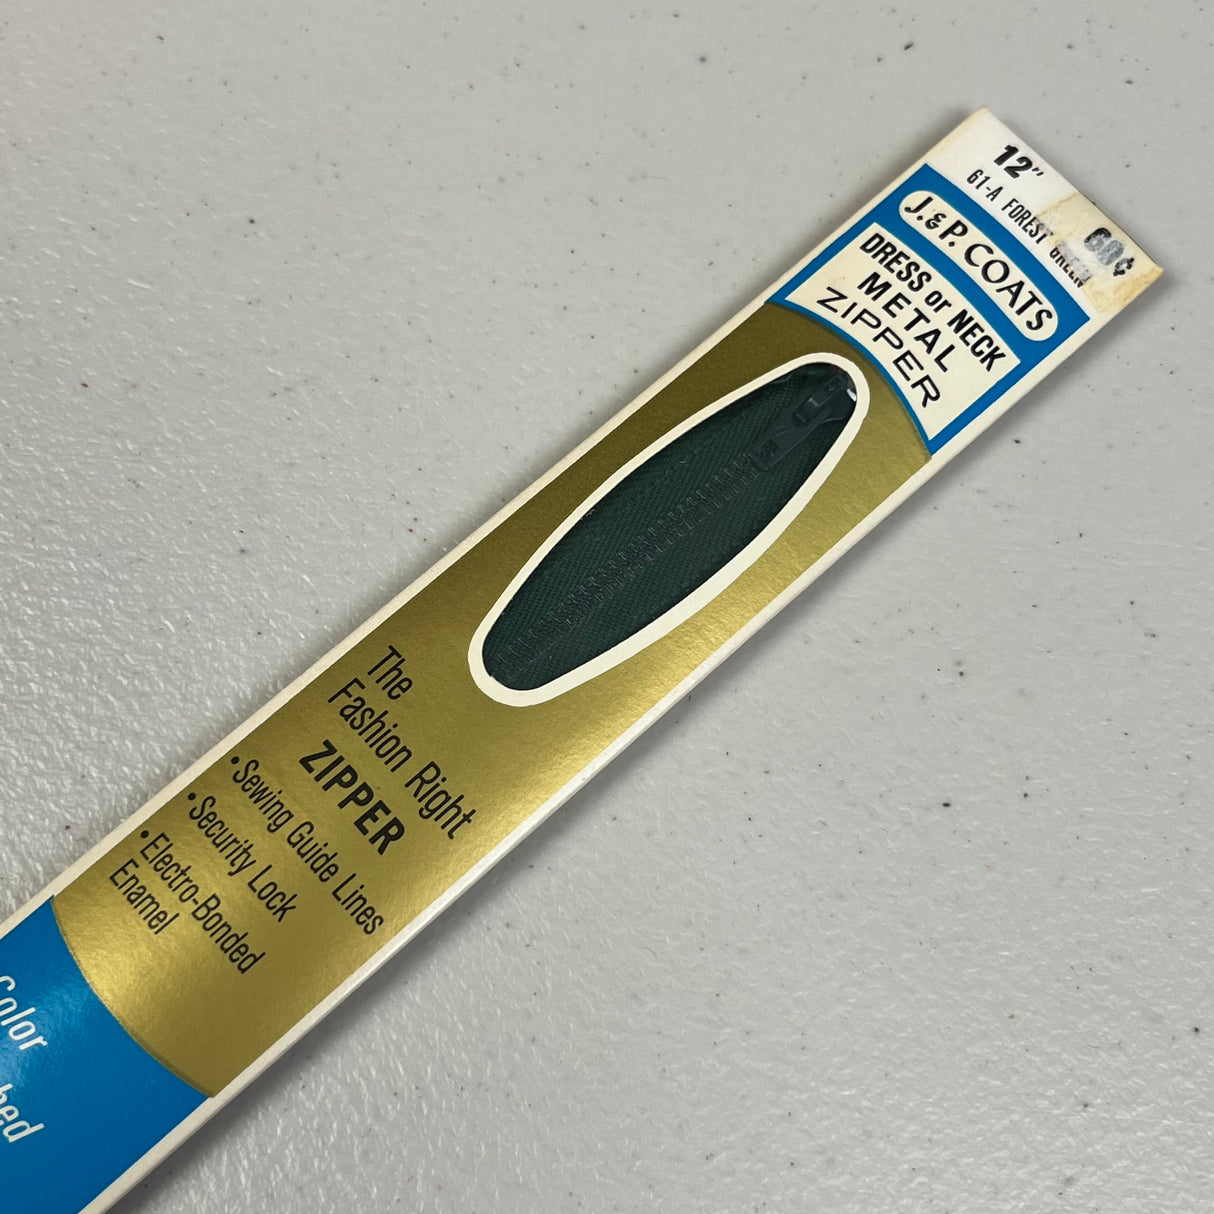 12"
61-A FOREST GREEN
60¢
J. & P. COATS
DRESS or NECK
METAL
ZIPPER
The
Fashion Right
ZIPPER
•Sewing Guide Lines
•Security Lock
•Electro-Bonded
Enamel
Color